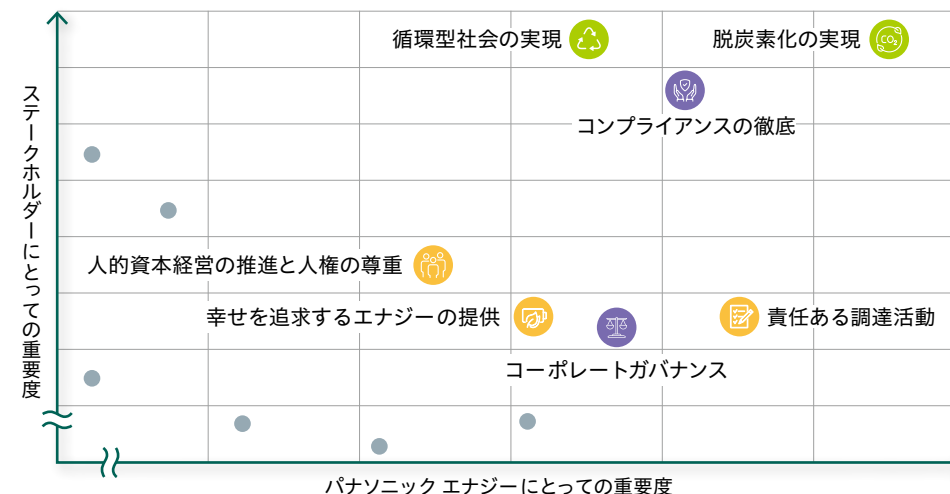 循環型社会の実現
脱炭素化の実現
CO₂
コンプライアンスの徹底
ステークホルダーにとっての重要度
人的資本経営の推進と人権の尊重
幸せを追求するエナジーの提供
責任ある調達活動
コーポレートガバナンス
パナソニック エナジーにとっての重要度